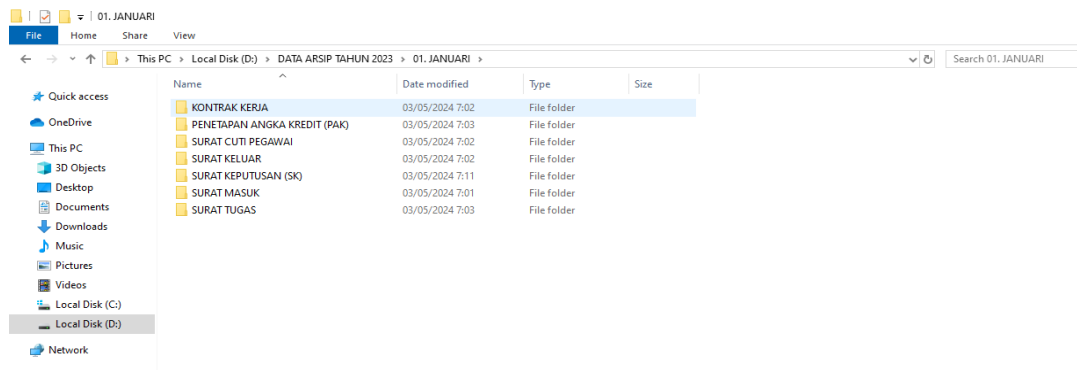 01. JANUARI
File Home Share View
This PC > Local Disk (D:) > DATA ARSIP TAHUN 2023 > 01. JANUARI >
Search 01. JANUARI
Quick access
OneDrive
This PC
3D Objects
Desktop
Documents
Downloads
Music
Pictures
Videos
Local Disk (C:)
Local Disk (D:)
Network
Name Date modified Type Size
KONTRAK KERJA 03/05/2024 7:02 File folder
PENETAPAN ANGKA KREDIT (PAK) 03/05/2024 7:03 File folder
SURAT CUTI PEGAWAI 03/05/2024 7:02 File folder
SURAT KELUAR 03/05/2024 7:02 File folder
SURAT KEPUTUSAN (SK) 03/05/2024 7:11 File folder
SURAT MASUK 03/05/2024 7:01 File folder
SURAT TUGAS 03/05/2024 7:03 File folder